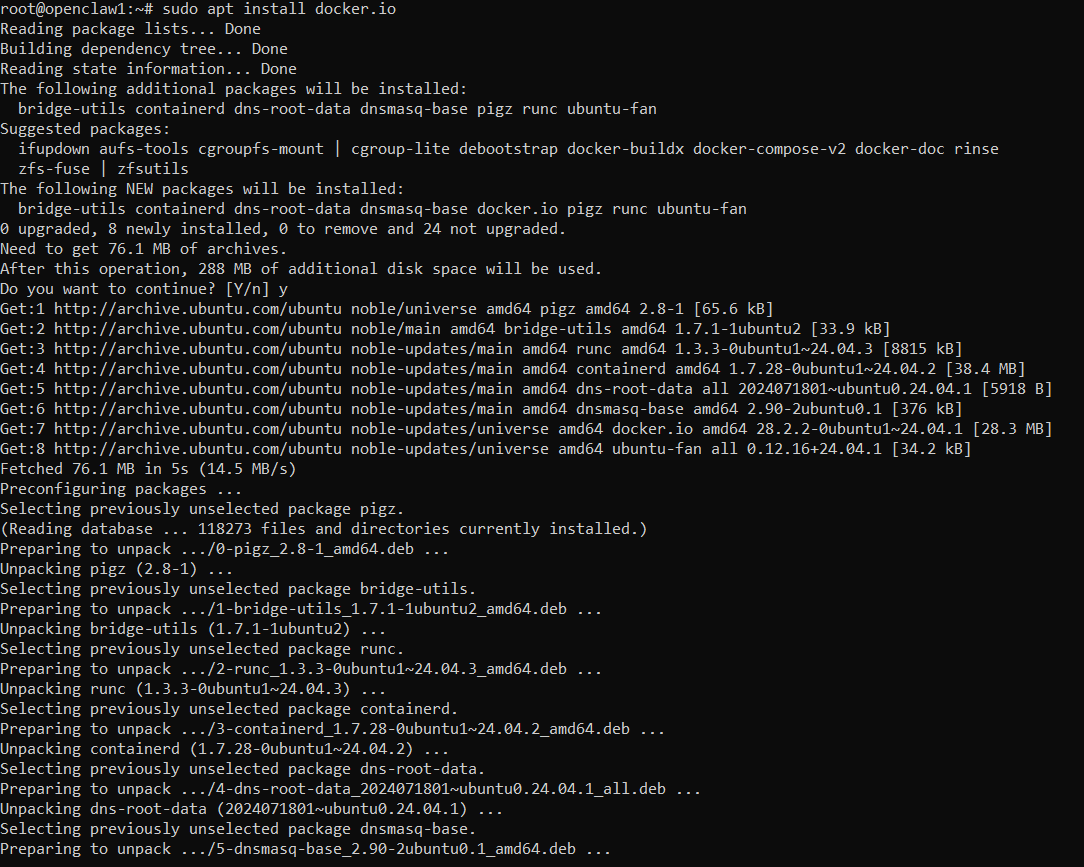 root@openclaw1:~# sudo apt install docker.io
Reading package lists... Done
Building dependency tree... Done
Reading state information... Done
The following additional packages will be installed:
  bridge-utils containerd dns-root-data dnsmasq-base pigz runc ubuntu-fan
Suggested packages:
  ifupdown aufs-tools cgroupfs-mount | cgroup-lite debootstrap docker-buildx docker-compose-v2 docker-doc rinse
  zfs-fuse | zfsutils
The following NEW packages will be installed:
  bridge-utils containerd dns-root-data dnsmasq-base docker.io pigz runc ubuntu-fan
0 upgraded, 8 newly installed, 0 to remove and 24 not upgraded.
Need to get 76.1 MB of archives.
After this operation, 288 MB of additional disk space will be used.
Do you want to continue? [Y/n] y
Get:1 http://archive.ubuntu.com/ubuntu noble/universe amd64 pigz amd64 2.8-1 [65.6 kB]
Get:2 http://archive.ubuntu.com/ubuntu noble/main amd64 bridge-utils amd64 1.7.1-1ubuntu2 [33.9 kB]
Get:3 http://archive.ubuntu.com/ubuntu noble-updates/main amd64 runc amd64 1.3.3-0ubuntu1~24.04.3 [8815 kB]
Get:4 http://archive.ubuntu.com/ubuntu noble-updates/main amd64 containerd amd64 1.7.28-0ubuntu1~24.04.2 [38.4 MB]
Get:5 http://archive.ubuntu.com/ubuntu noble-updates/main amd64 dns-root-data all 2024071801~ubuntu0.24.04.1 [5918 B]
Get:6 http://archive.ubuntu.com/ubuntu noble-updates/main amd64 dnsmasq-base amd64 2.90-2ubuntu0.1 [376 kB]
Get:7 http://archive.ubuntu.com/ubuntu noble-updates/universe amd64 docker.io amd64 28.2.2-0ubuntu1~24.04.1 [28.3 MB]
Get:8 http://archive.ubuntu.com/ubuntu noble-updates/universe amd64 ubuntu-fan all 0.12.16+24.04.1 [34.2 kB]
Fetched 76.1 MB in 5s (14.5 MB/s)
Preconfiguring packages ...
Selecting previously unselected package pigz.
(Reading database ... 118273 files and directories currently installed.)
Preparing to unpack .../0-pigz_2.8-1_amd64.deb ...
Unpacking pigz (2.8-1) ...
Selecting previously unselected package bridge-utils.
Preparing to unpack .../1-bridge-utils_1.7.1-1ubuntu2_amd64.deb ...
Unpacking bridge-utils (1.7.1-1ubuntu2) ...
Selecting previously unselected package runc.
Preparing to unpack .../2-runc_1.3.3-0ubuntu1~24.04.3_amd64.deb ...
Unpacking runc (1.3.3-0ubuntu1~24.04.3) ...
Selecting previously unselected package containerd.
Preparing to unpack .../3-containerd_1.7.28-0ubuntu1~24.04.2_amd64.deb ...
Unpacking containerd (1.7.28-0ubuntu1~24.04.2) ...
Selecting previously unselected package dns-root-data.
Preparing to unpack .../4-dns-root-data_2024071801~ubuntu0.24.04.1_all.deb ...
Unpacking dns-root-data (2024071801~ubuntu0.24.04.1) ...
Selecting previously unselected package dnsmasq-base.
Preparing to unpack .../5-dnsmasq-base_2.90-2ubuntu0.1_amd64.deb ...